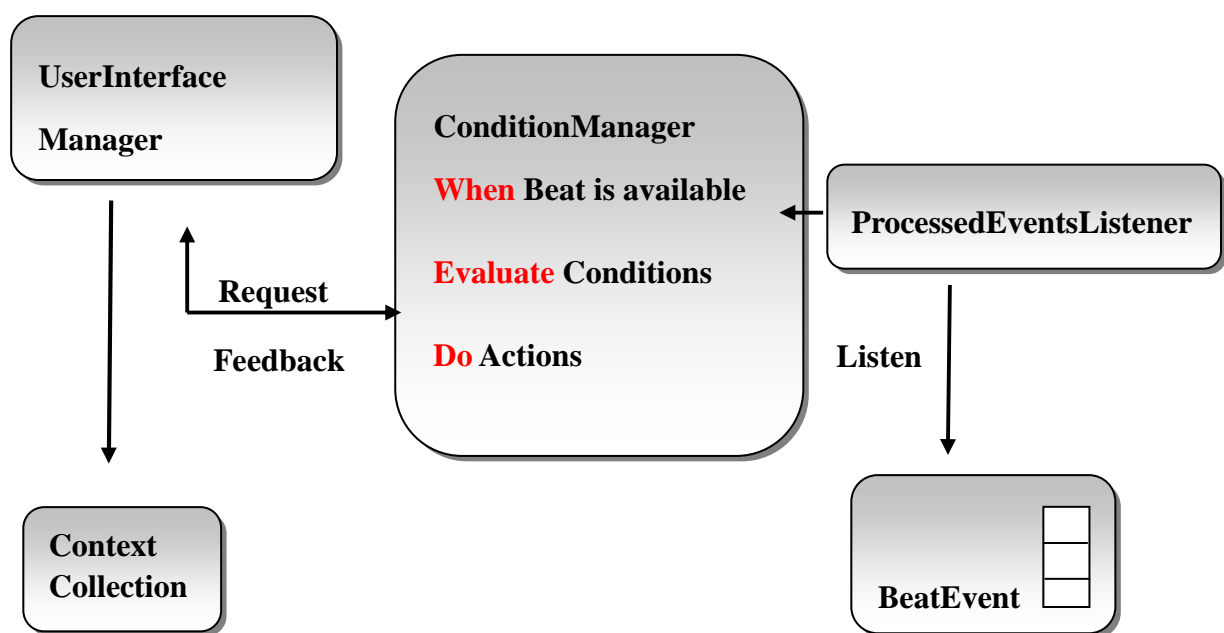 UserInterface
Manager
ConditionManager
When Beat is available
Evaluate Conditions
Do Actions
ProcessedEventsListener
Request
Feedback
Listen
Context
Collection
BeatEvent